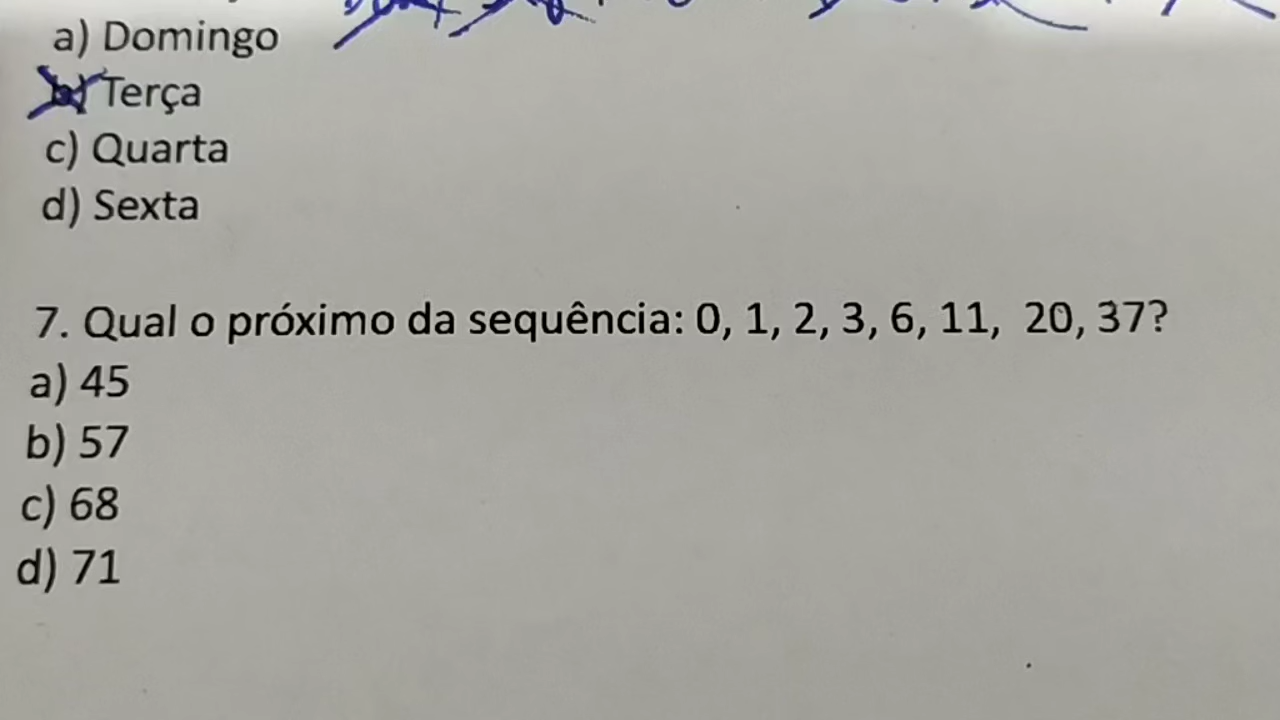 a) Domingo
b) Terça
c) Quarta
d) Sexta
7. Qual o próximo da sequência: 0, 1, 2, 3, 6, 11, 20, 37?
a) 45
b) 57
c) 68
d) 71